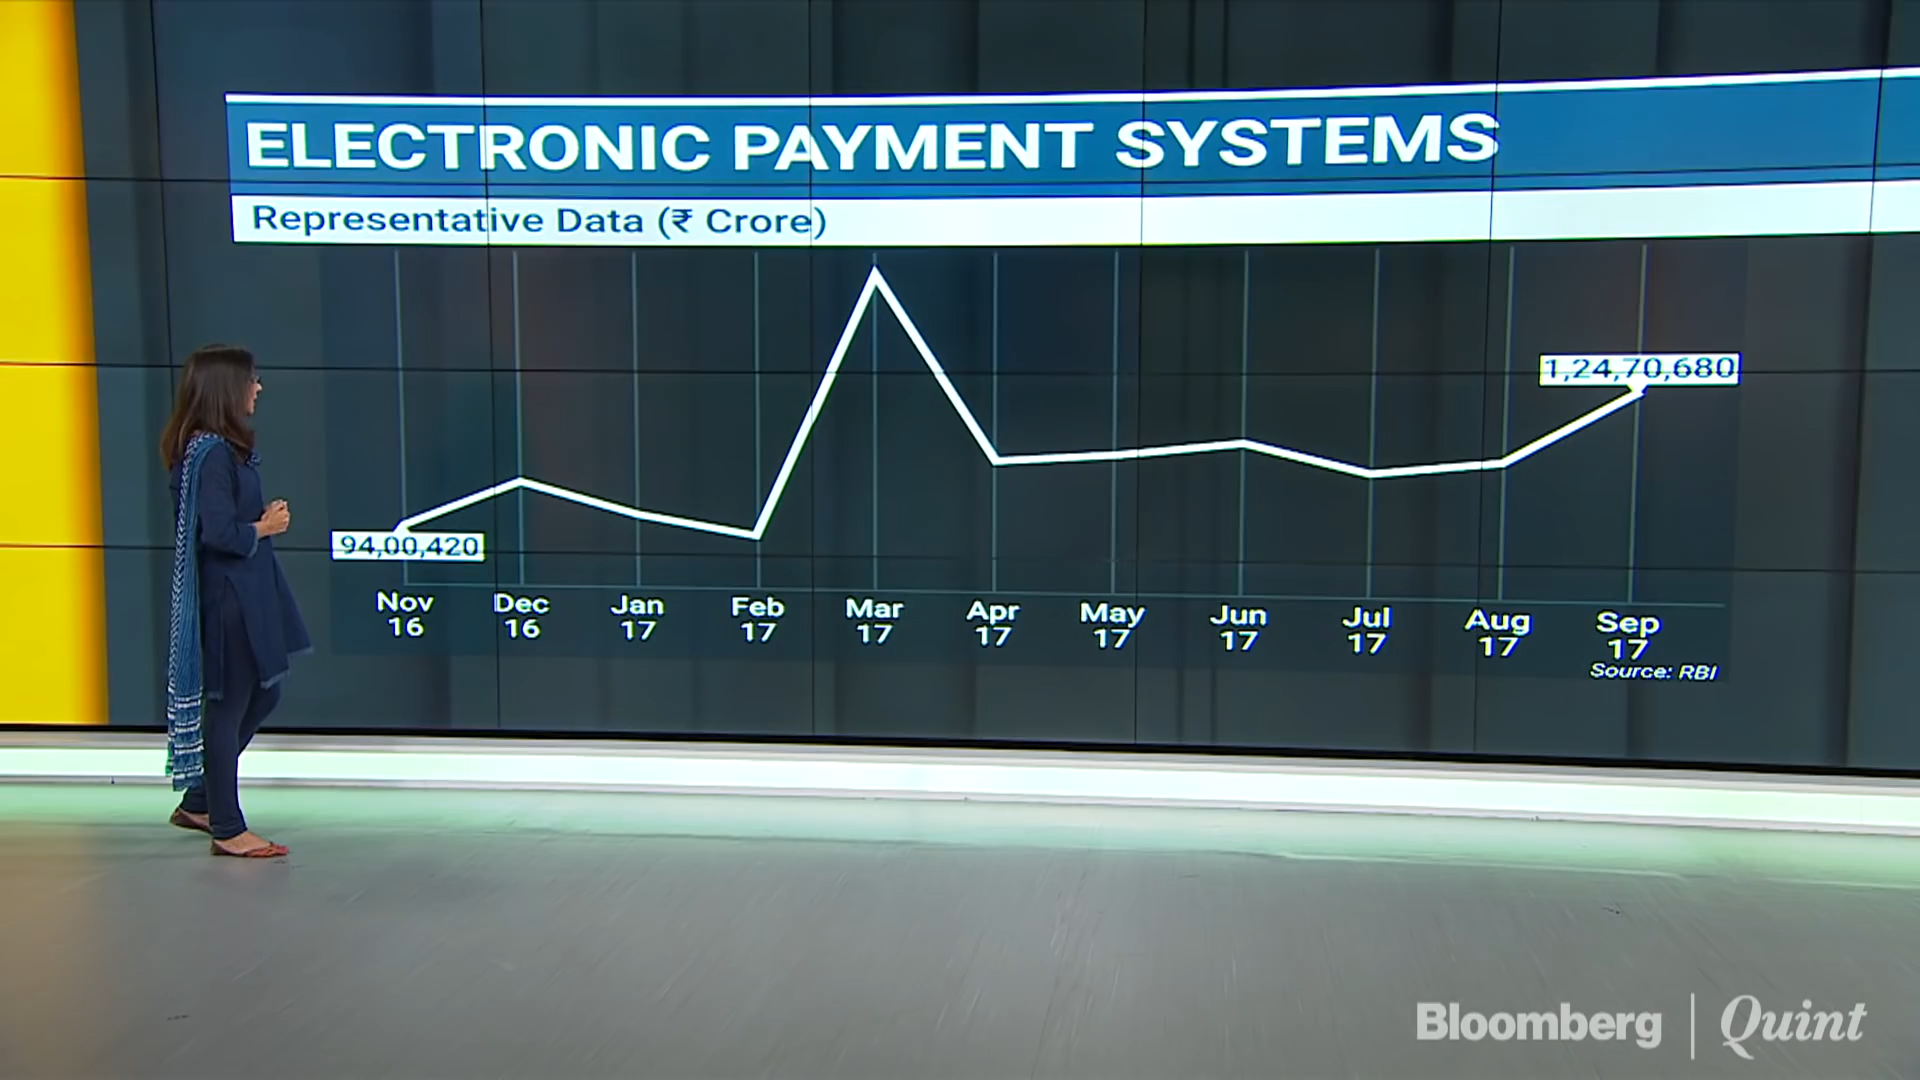 ELECTRONIC PAYMENT SYSTEMS
Representative Data (₹ Crore)
1,24,70,680
94,00,420
Nov 16
Dec 16
Jan 17
Feb 17
Mar 17
Apr 17
May 17
Jun 17
Jul 17
Aug 17
Sep 17
Source: RBI
Bloomberg | Quint